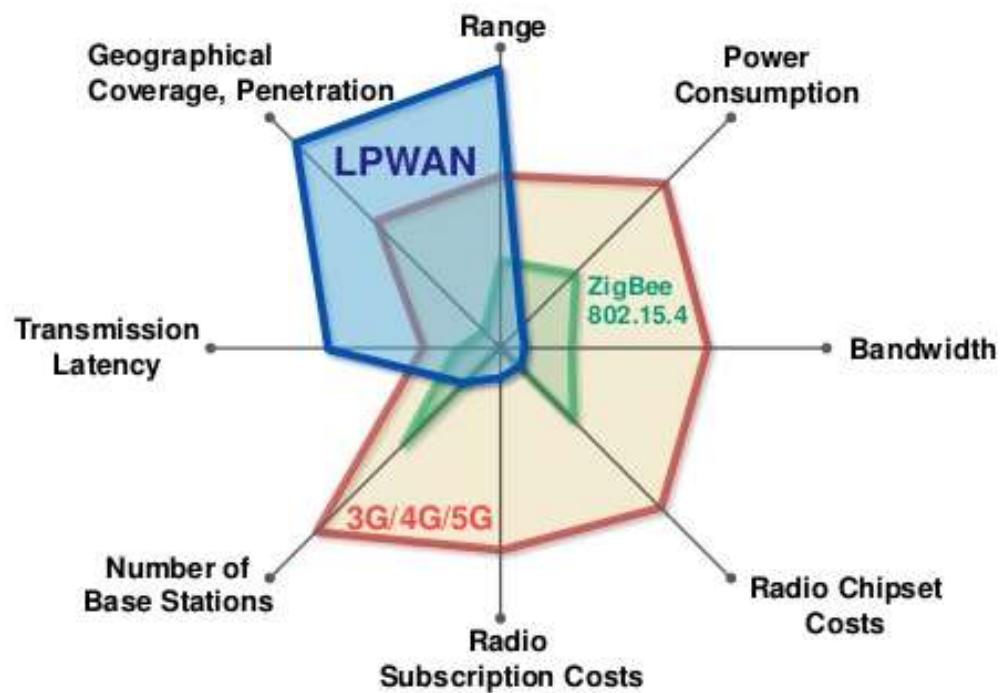 Range
Geographical
Coverage, Penetration
Power
Consumption
LPWAN
ZigBee
802.15.4
Transmission
Latency
Bandwidth
3G/4G/5G
Number of
Base Stations
Radio Chipset
Costs
Radio
Subscription Costs